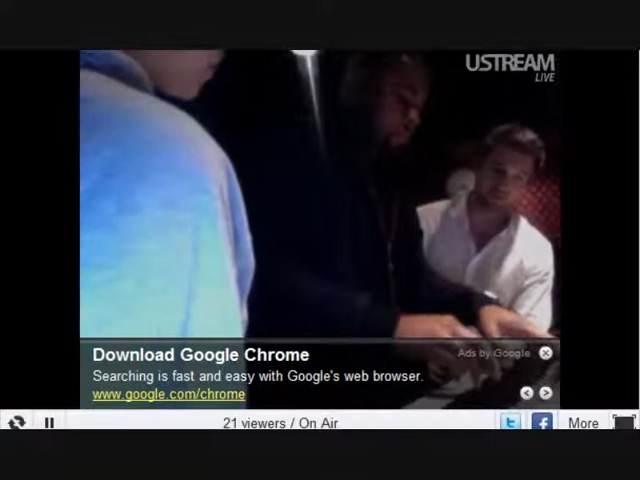 USTREAM
LIVE
Download Google Chrome
Ads by Google
Searching is fast and easy with Google's web browser.
www.google.com/chrome
21 viewers / On Air
More